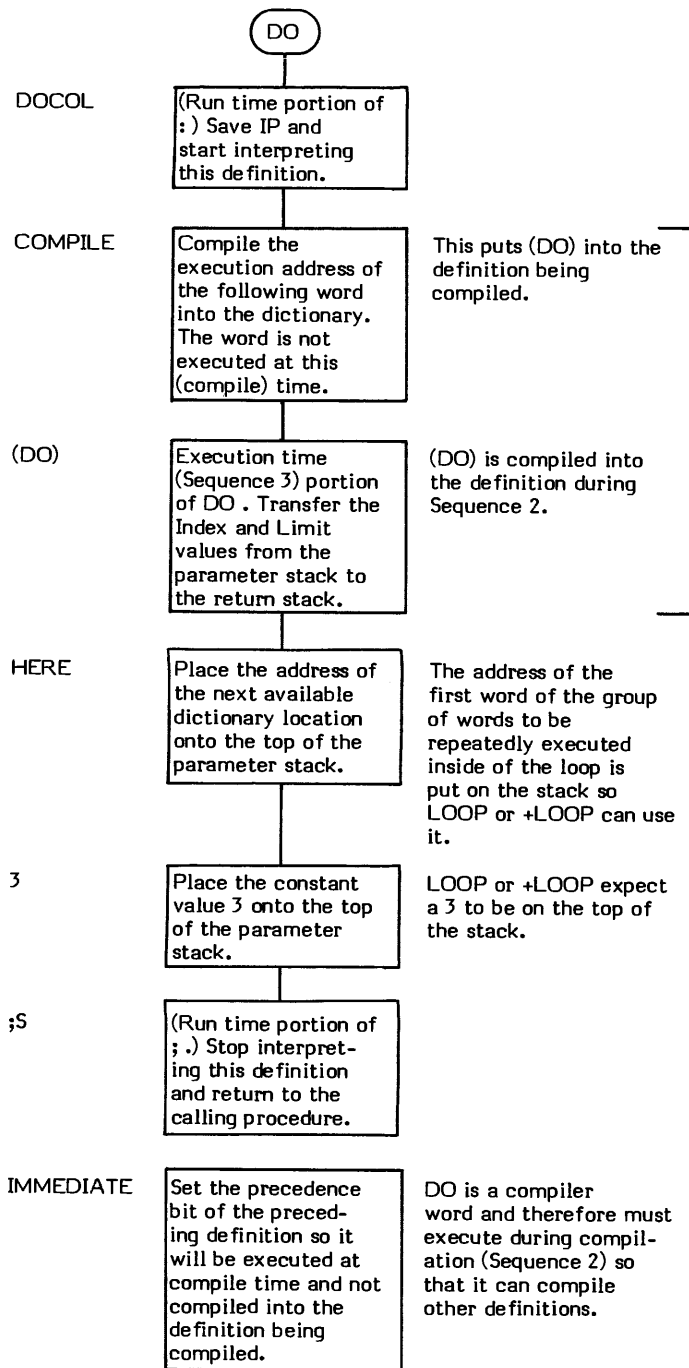 DO
DOCOL
(Run time portion of
: ) Save IP and
start interpreting
this definition.
COMPILE
Compile the
execution address of
the following word
into the dictionary.
The word is not
executed at this
(compile) time.
This puts (DO) into the
definition being
compiled.
(DO)
Execution time
(Sequence 3) portion
of DO . Transfer the
Index and Limit
values from the
parameter stack to
the return stack.
(DO) is compiled into
the definition during
Sequence 2.
HERE
Place the address of
the next available
dictionary location
onto the top of the
parameter stack.
The address of the
first word of the group
of words to be
repeatedly executed
inside of the loop is
put on the stack so
LOOP or +LOOP can use
it.
3
Place the constant
value 3 onto the top
of the parameter
stack.
LOOP or +LOOP expect
a 3 to be on the top of
the stack.
;S
(Run time portion of
; .) Stop interpret-
ing this definition
and return to the
calling procedure.
IMMEDIATE
Set the precedence
bit of the preced-
ing definition so it
will be executed at
compile time and not
compiled into the
definition being
compiled.
DO is a compiler
word and therefore must
execute during compil-
ation (Sequence 2) so
that it can compile
other definitions.